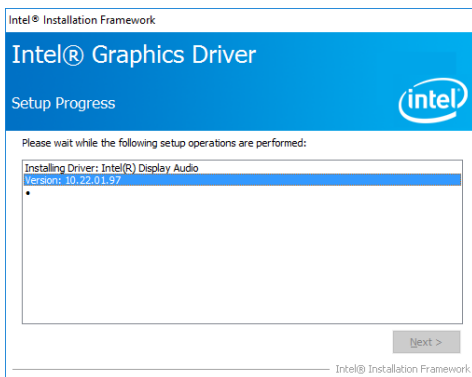 Intel® Installation Framework
Intel® Graphics Driver
Setup Progress
intel
Please wait while the following setup operations are performed:
Installing Driver: Intel(R) Display Audio
Version: 10.22.01.97
•
Next >
Intel® Installation Framework